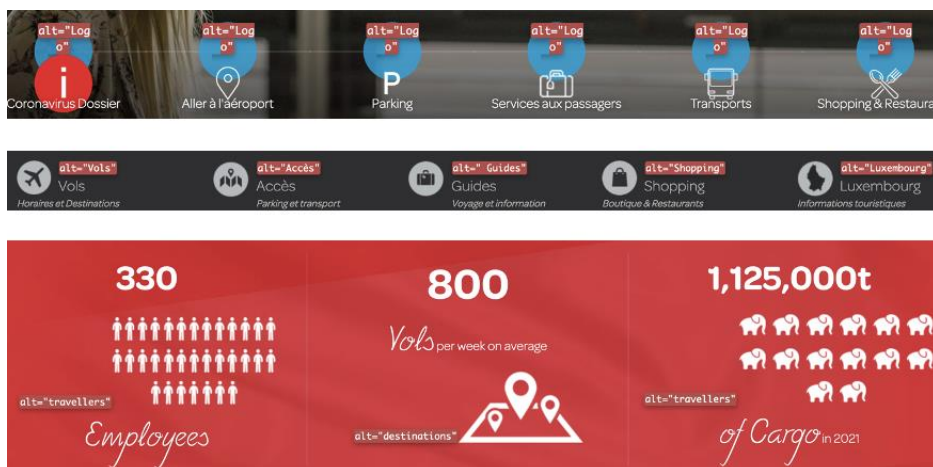 alt="Log
o"
alt="Log
o"
alt="Log
o"
alt="Log
o"
alt="Log
o"
alt="Log
o"
i
P
Coronavirus Dossier
Aller à l'aéroport
Parking
Services aux passagers
Transports
Shopping & Restaura
alt="Vols"
Vols
Horaires et Destinations
alt="Accès"
Accès
Parking et transport
alt=" Guides"
Guides
Voyage et information
alt="Shopping"
Shopping
Boutique & Restaurants
alt="Luxembourg"
Luxembourg
Informations touristiques
330
alt="travellers"
Employees
800
Vols per week on average
alt="destinations"
1,125,000t
alt="travellers"
of Cargo in 2021